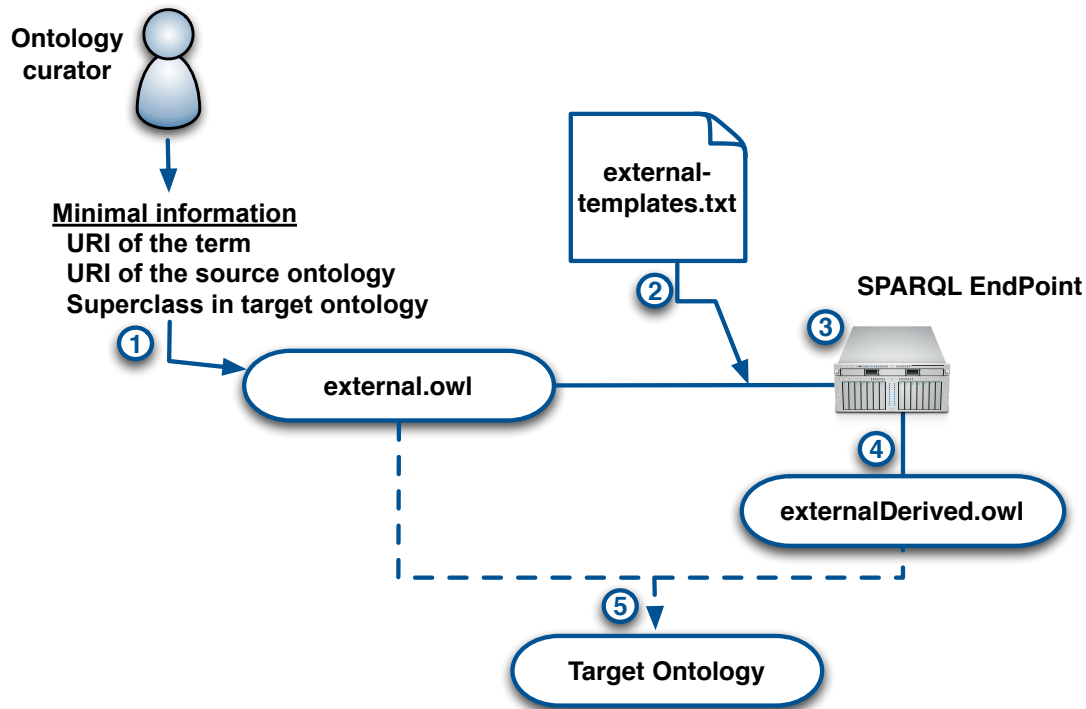 Ontology
curator
Minimal information
URI of the term
URI of the source ontology
Superclass in target ontology
1
external.owl
external-
templates.txt
2
SPARQL EndPoint
3
4
externalDerived.owl
5
Target Ontology